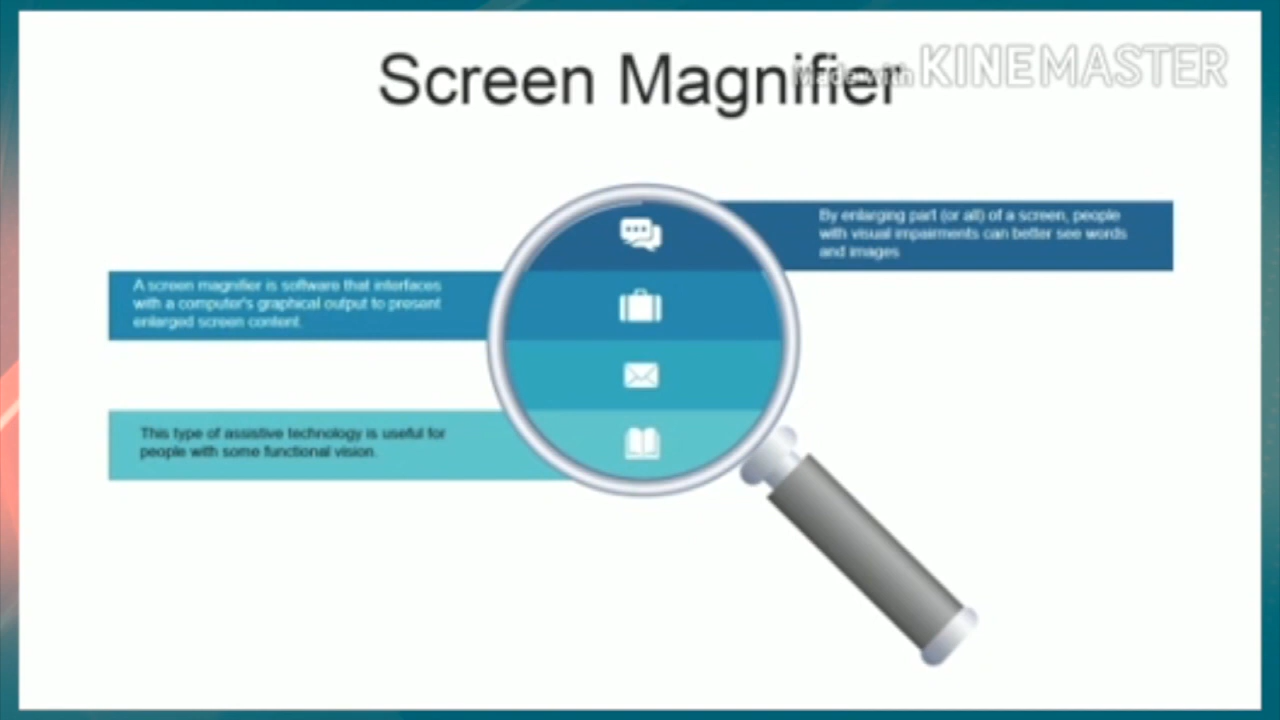 Screen Magnifier
Made with KINEMASTER
By enlarging part (or all) of a screen, people
with visual impairments can better see words
and images
A screen magnifier is software that interfaces
with a computer's graphical output to present
enlarged screen content.
This type of assistive technology is useful for
people with some functional vision.